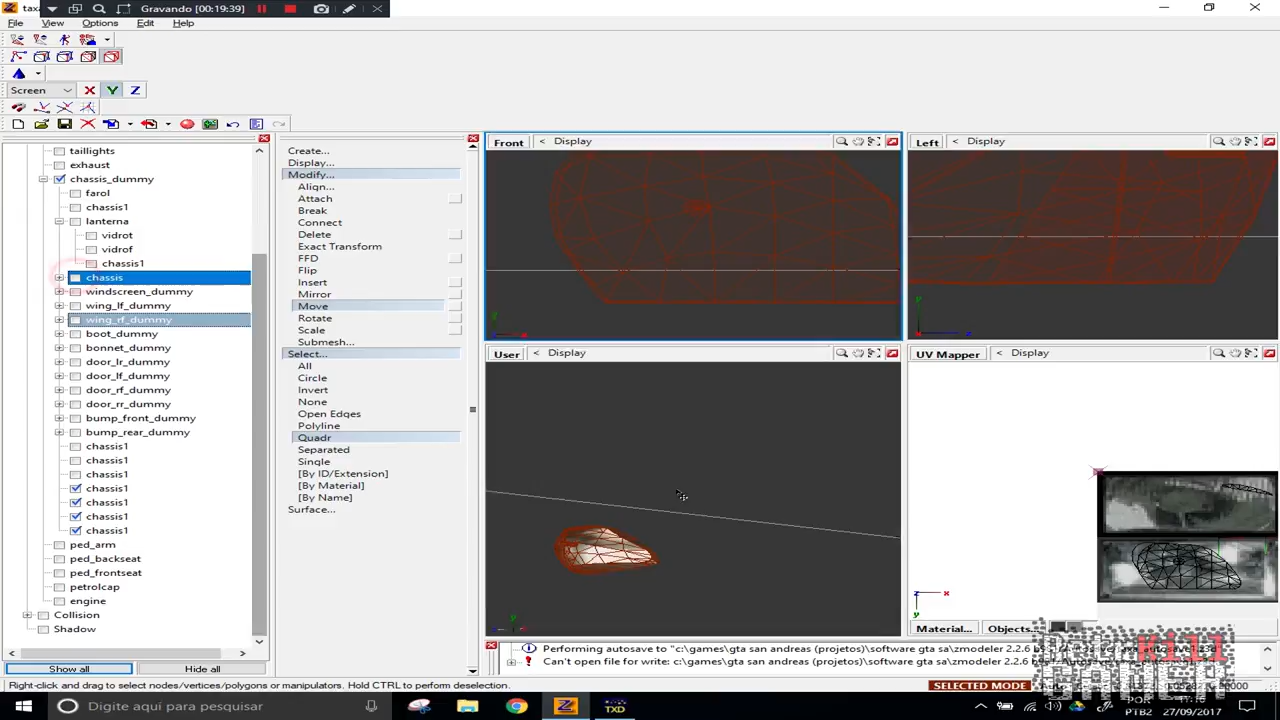 taxa
Gravando (00:19:39)
File View Options Edit Help
Screen X Y Z
taillights
exhaust
chassis_dummy
farol
chassis1
lanterna
vidrot
vidrof
chassis1
chassis
windscreen_dummy
wing_lf_dummy
wing_rf_dummy
boot_dummy
bonnet_dummy
door_lr_dummy
door_lf_dummy
door_rf_dummy
door_rr_dummy
bump_front_dummy
bump_rear_dummy
chassis1
chassis1
chassis1
chassis1
chassis1
chassis1
chassis1
ped_arm
ped_backseat
ped_frontseat
petrolcap
engine
Collision
Shadow
Show all Hide all
Create...
Display...
Modify...
Align...
Attach
Break
Connect
Delete
Exact Transform
FFD
Flip
Insert
Mirror
Move
Rotate
Scale
Submesh...
Select...
All
Circle
Invert
None
Open Edges
Polyline
Quadr
Separated
Single
[By ID/Extension]
[By Material]
[By Name]
Surface...
Front < Display
Left < Display
User < Display
UV Mapper < Display
Material... Objects...
Performing autosave to "c:\games\gta san andreas (projetos)\software gta sa\zmodeler 2.2.6
Can't open file for write: c:\games\gta san andreas (projetos)\software gta sa\zmodeler 2.2.6
Right-click and drag to select nodes/vertices/polygons or manipulators. Hold CTRL to perform deselection.
SELECTED MODE
Digite aqui para pesquisar
TXD
POR
PTB2
11:16
27/09/2017